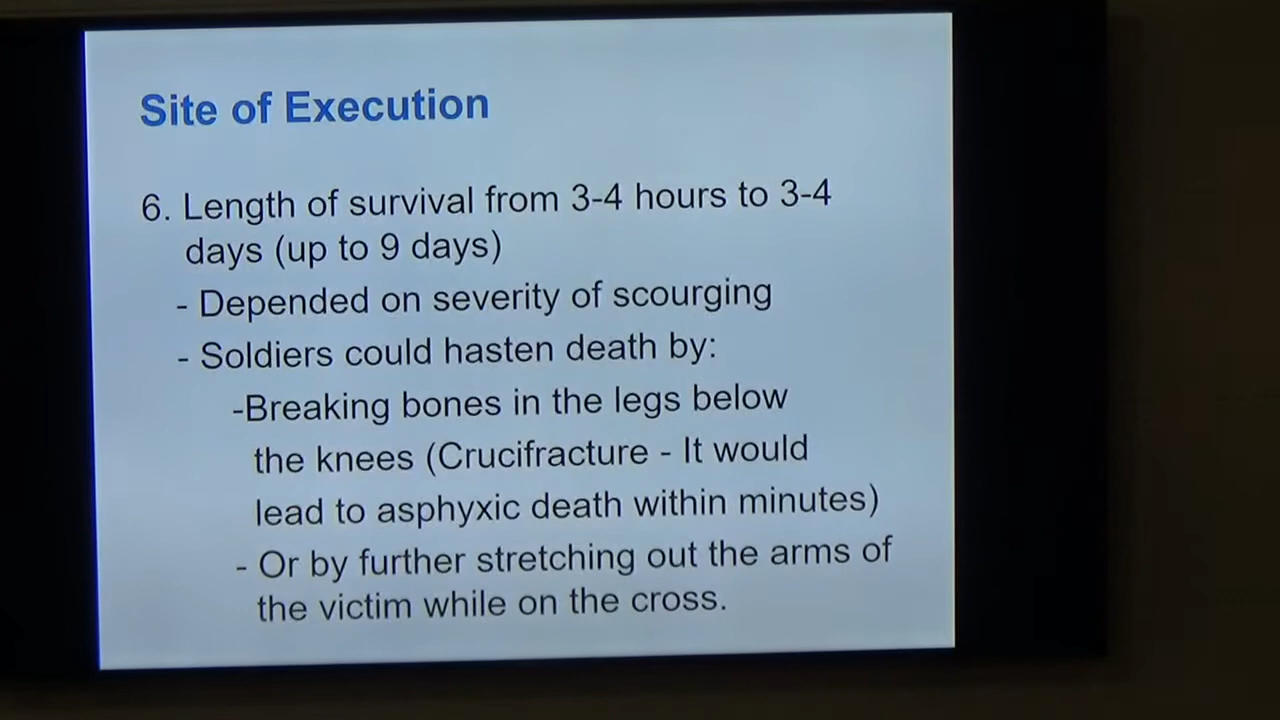 Site of Execution
6. Length of survival from 3-4 hours to 3-4
days (up to 9 days)
- Depended on severity of scourging
- Soldiers could hasten death by:
-Breaking bones in the legs below
the knees (Crucifracture - It would
lead to asphyxic death within minutes)
- Or by further stretching out the arms of
the victim while on the cross.